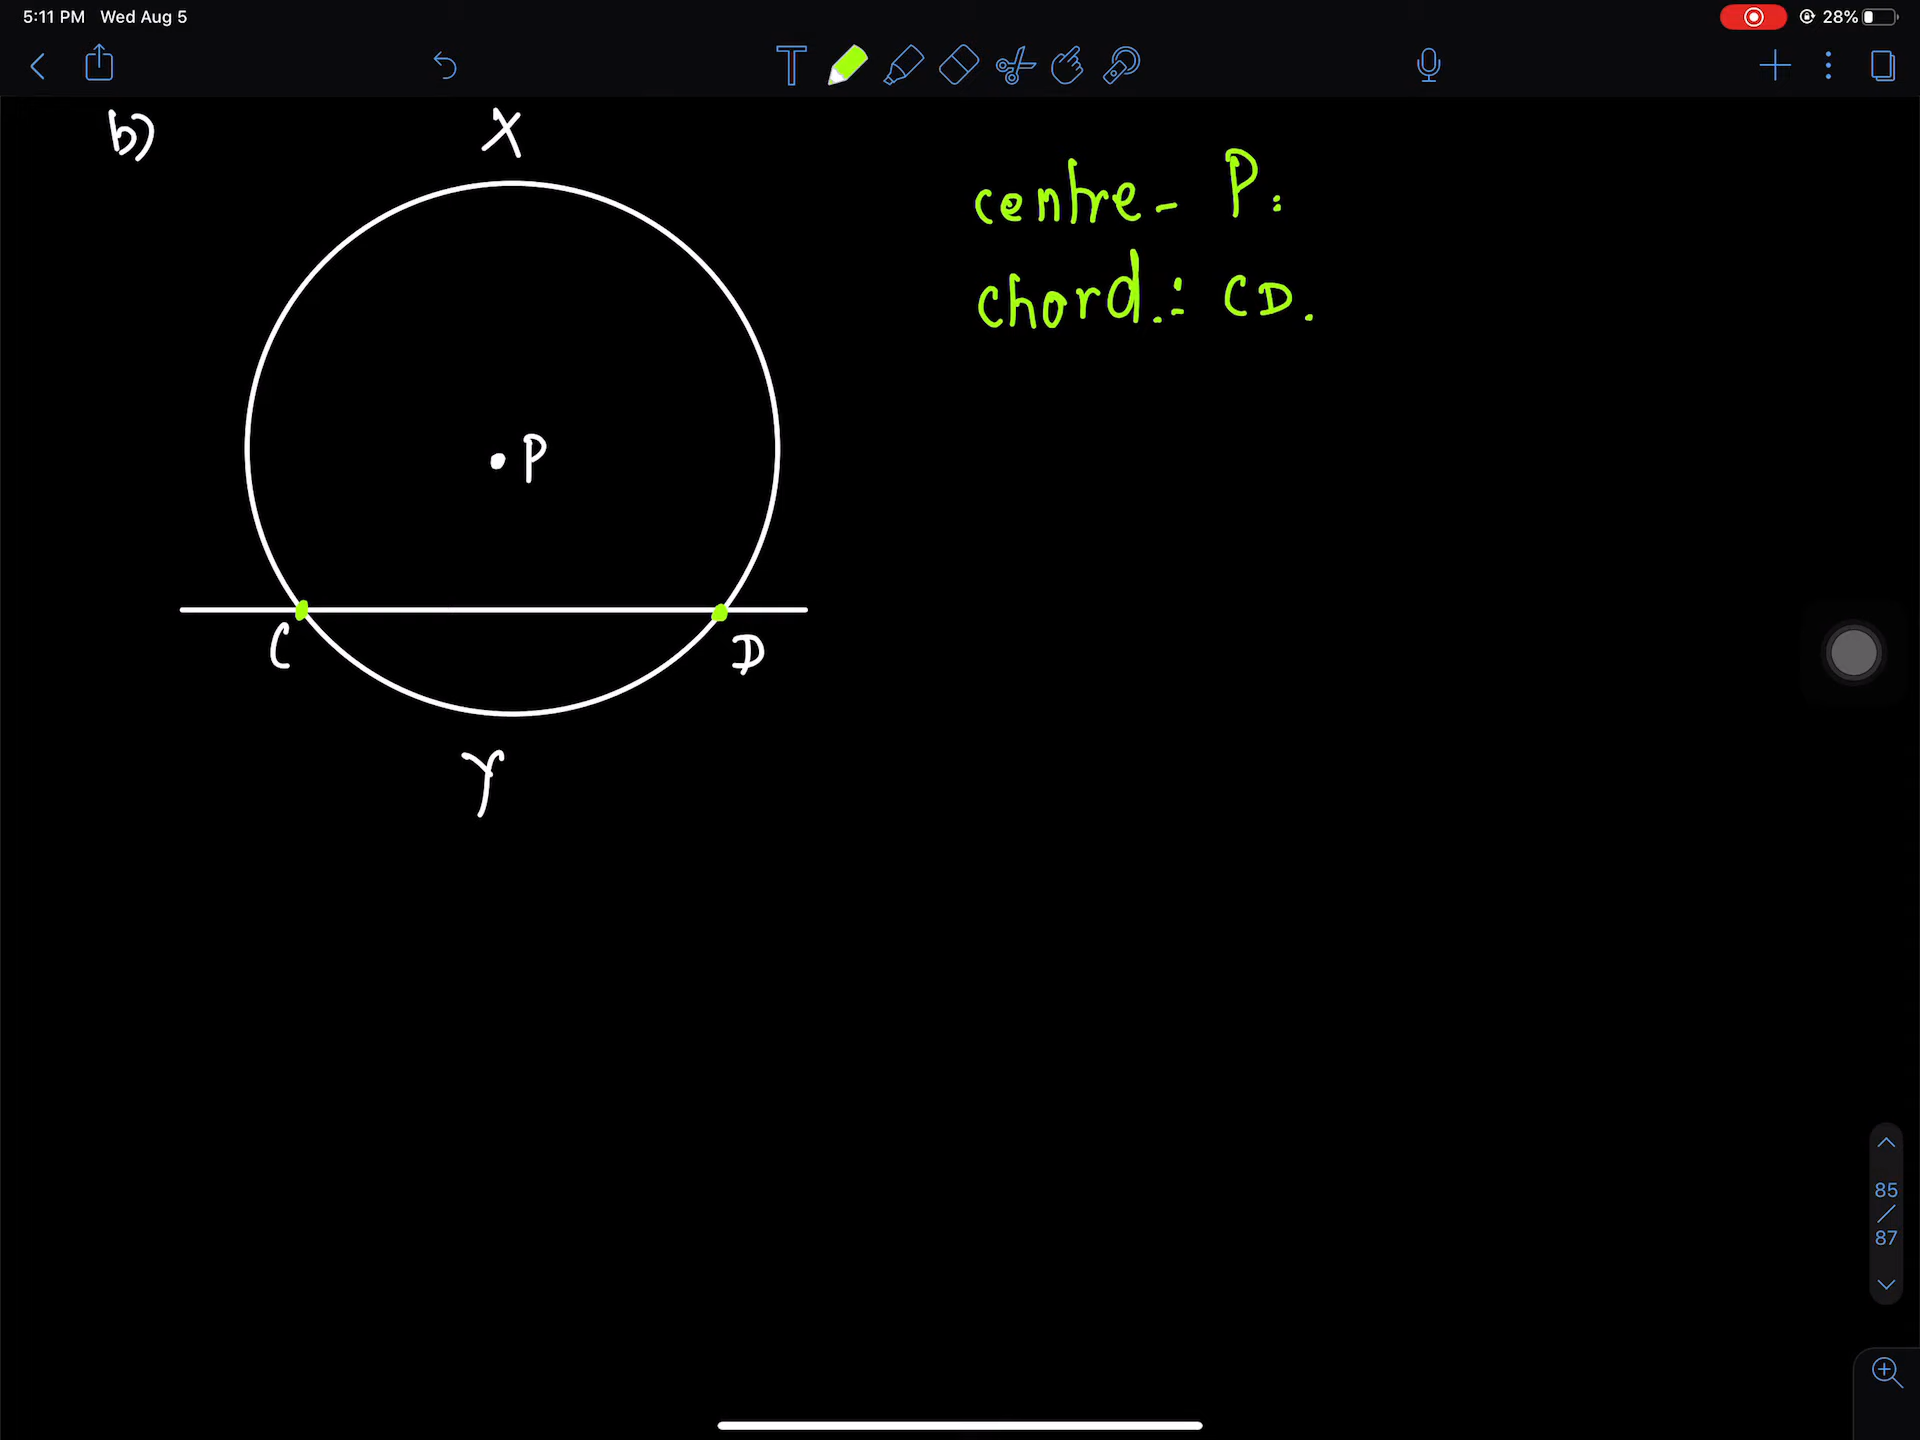 5:11 PM Wed Aug 5
28%
T
b)
X
centre - P.
chord.: CD.
P
C
D
Y
85
/
87